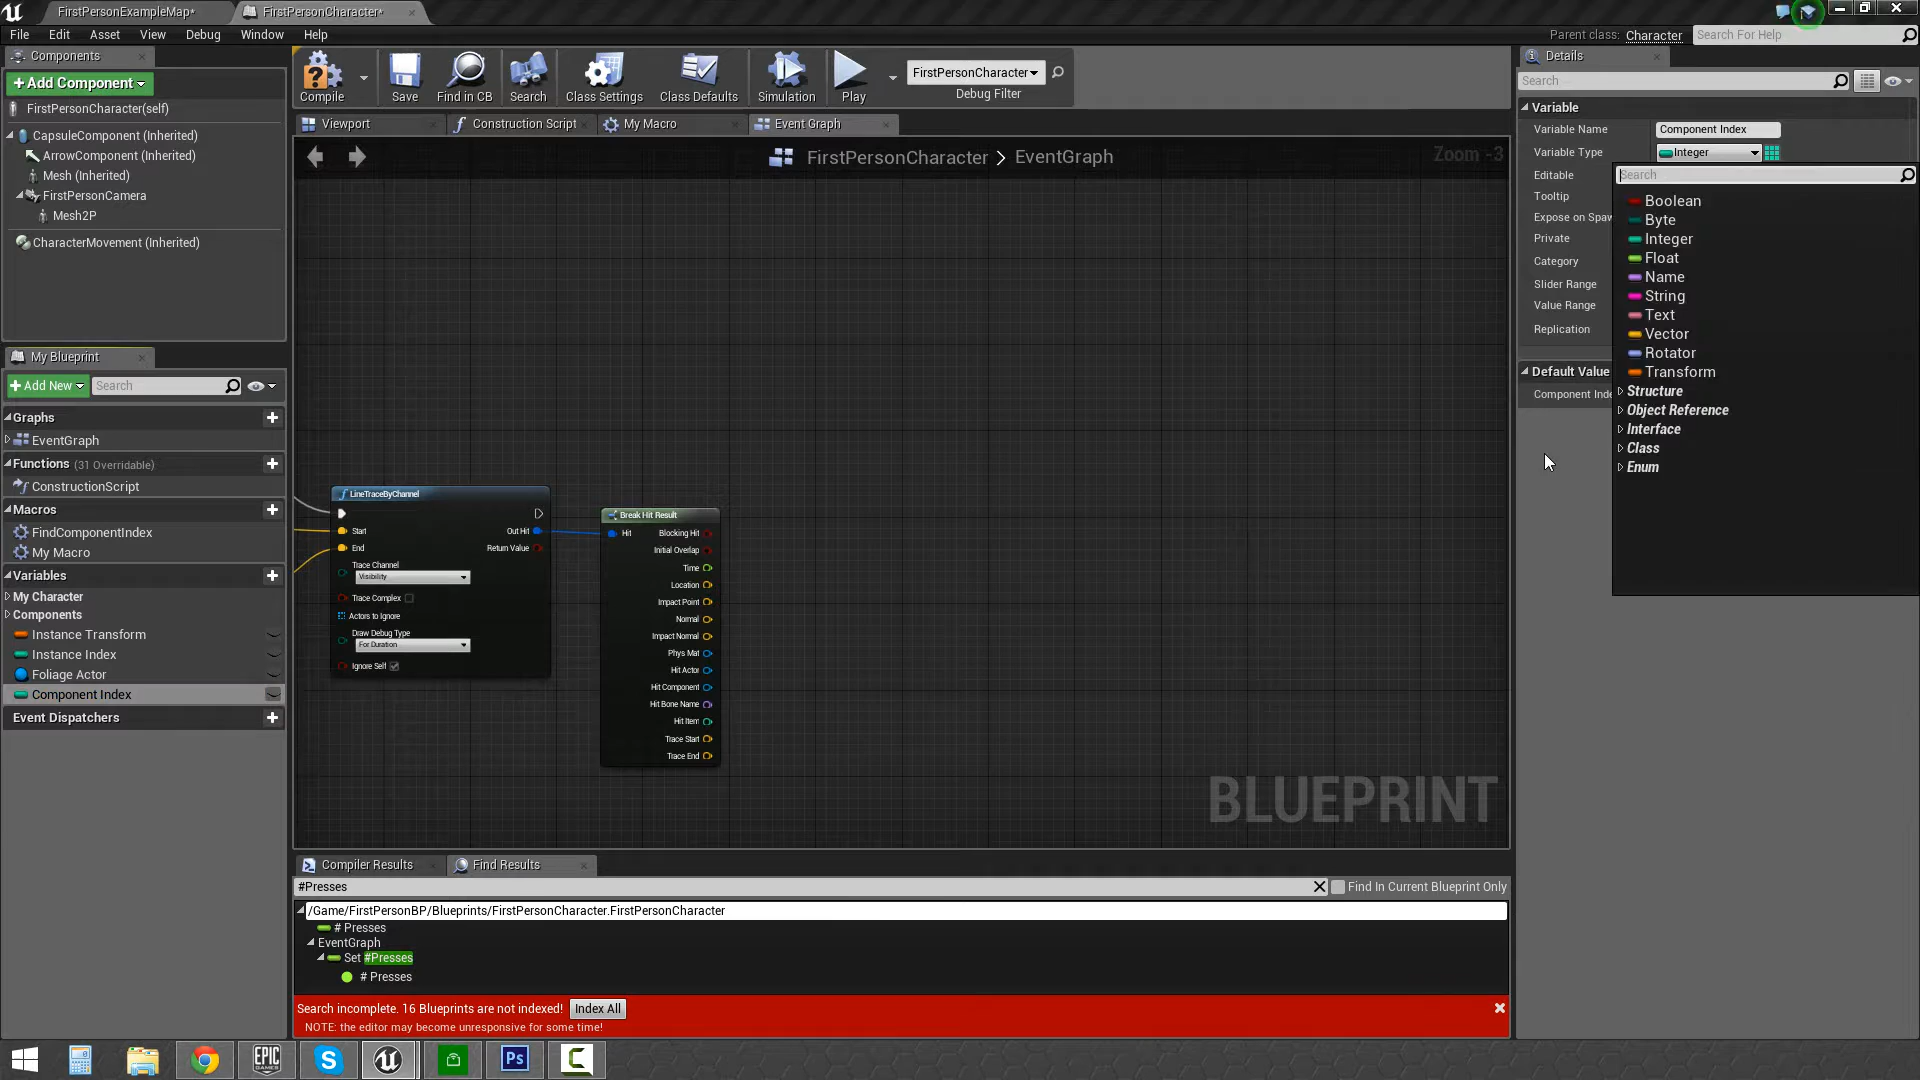 FirstPersonExampleMap*
FirstPersonCharacter*
File Edit Asset View Debug Window Help
Parent class: Character
Search For Help
Components
+Add Component
FirstPersonCharacter(self)
CapsuleComponent (Inherited)
ArrowComponent (Inherited)
Mesh (Inherited)
FirstPersonCamera
Mesh2P
CharacterMovement (Inherited)
My Blueprint
+Add New
Search
Graphs
EventGraph
Functions (31 Overridable)
ConstructionScript
Macros
FindComponentIndex
My Macro
Variables
My Character
Components
Instance Transform
Instance Index
Foliage Actor
Component Index
Event Dispatchers
Compile
Save
Find in CB
Search
Class Settings
Class Defaults
Simulation
Play
FirstPersonCharacter
Debug Filter
Viewport
Construction Script
My Macro
Event Graph
FirstPersonCharacter > EventGraph
Zoom -3
LineTraceByChannel
Start
Out Hit
End
Return Value
Trace Channel
Visibility
Trace Complex
Actors to Ignore
Draw Debug Type
For Duration
Ignore Self
Break Hit Result
Hit
Blocking Hit
Initial Overlap
Time
Location
Impact Point
Normal
Impact Normal
Phys Mat
Hit Actor
Hit Component
Hit Bone Name
Hit Item
Trace Start
Trace End
BLUEPRINT
Compiler Results
Find Results
#Presses
Find In Current Blueprint Only
/Game/FirstPersonBP/Blueprints/FirstPersonCharacter.FirstPersonCharacter
# Presses
EventGraph
Set #Presses
# Presses
Search incomplete. 16 Blueprints are not indexed!
Index All
NOTE: the editor may become unresponsive for some time!
Details
Search
Variable
Variable Name
Component Index
Variable Type
Integer
Editable
Tooltip
Expose on Spaw
Private
Category
Slider Range
Value Range
Replication
Default Value
Component Inde
Search
Boolean
Byte
Integer
Float
Name
String
Text
Vector
Rotator
Transform
Structure
Object Reference
Interface
Class
Enum
EPIC
GAMES
S
Ps
C